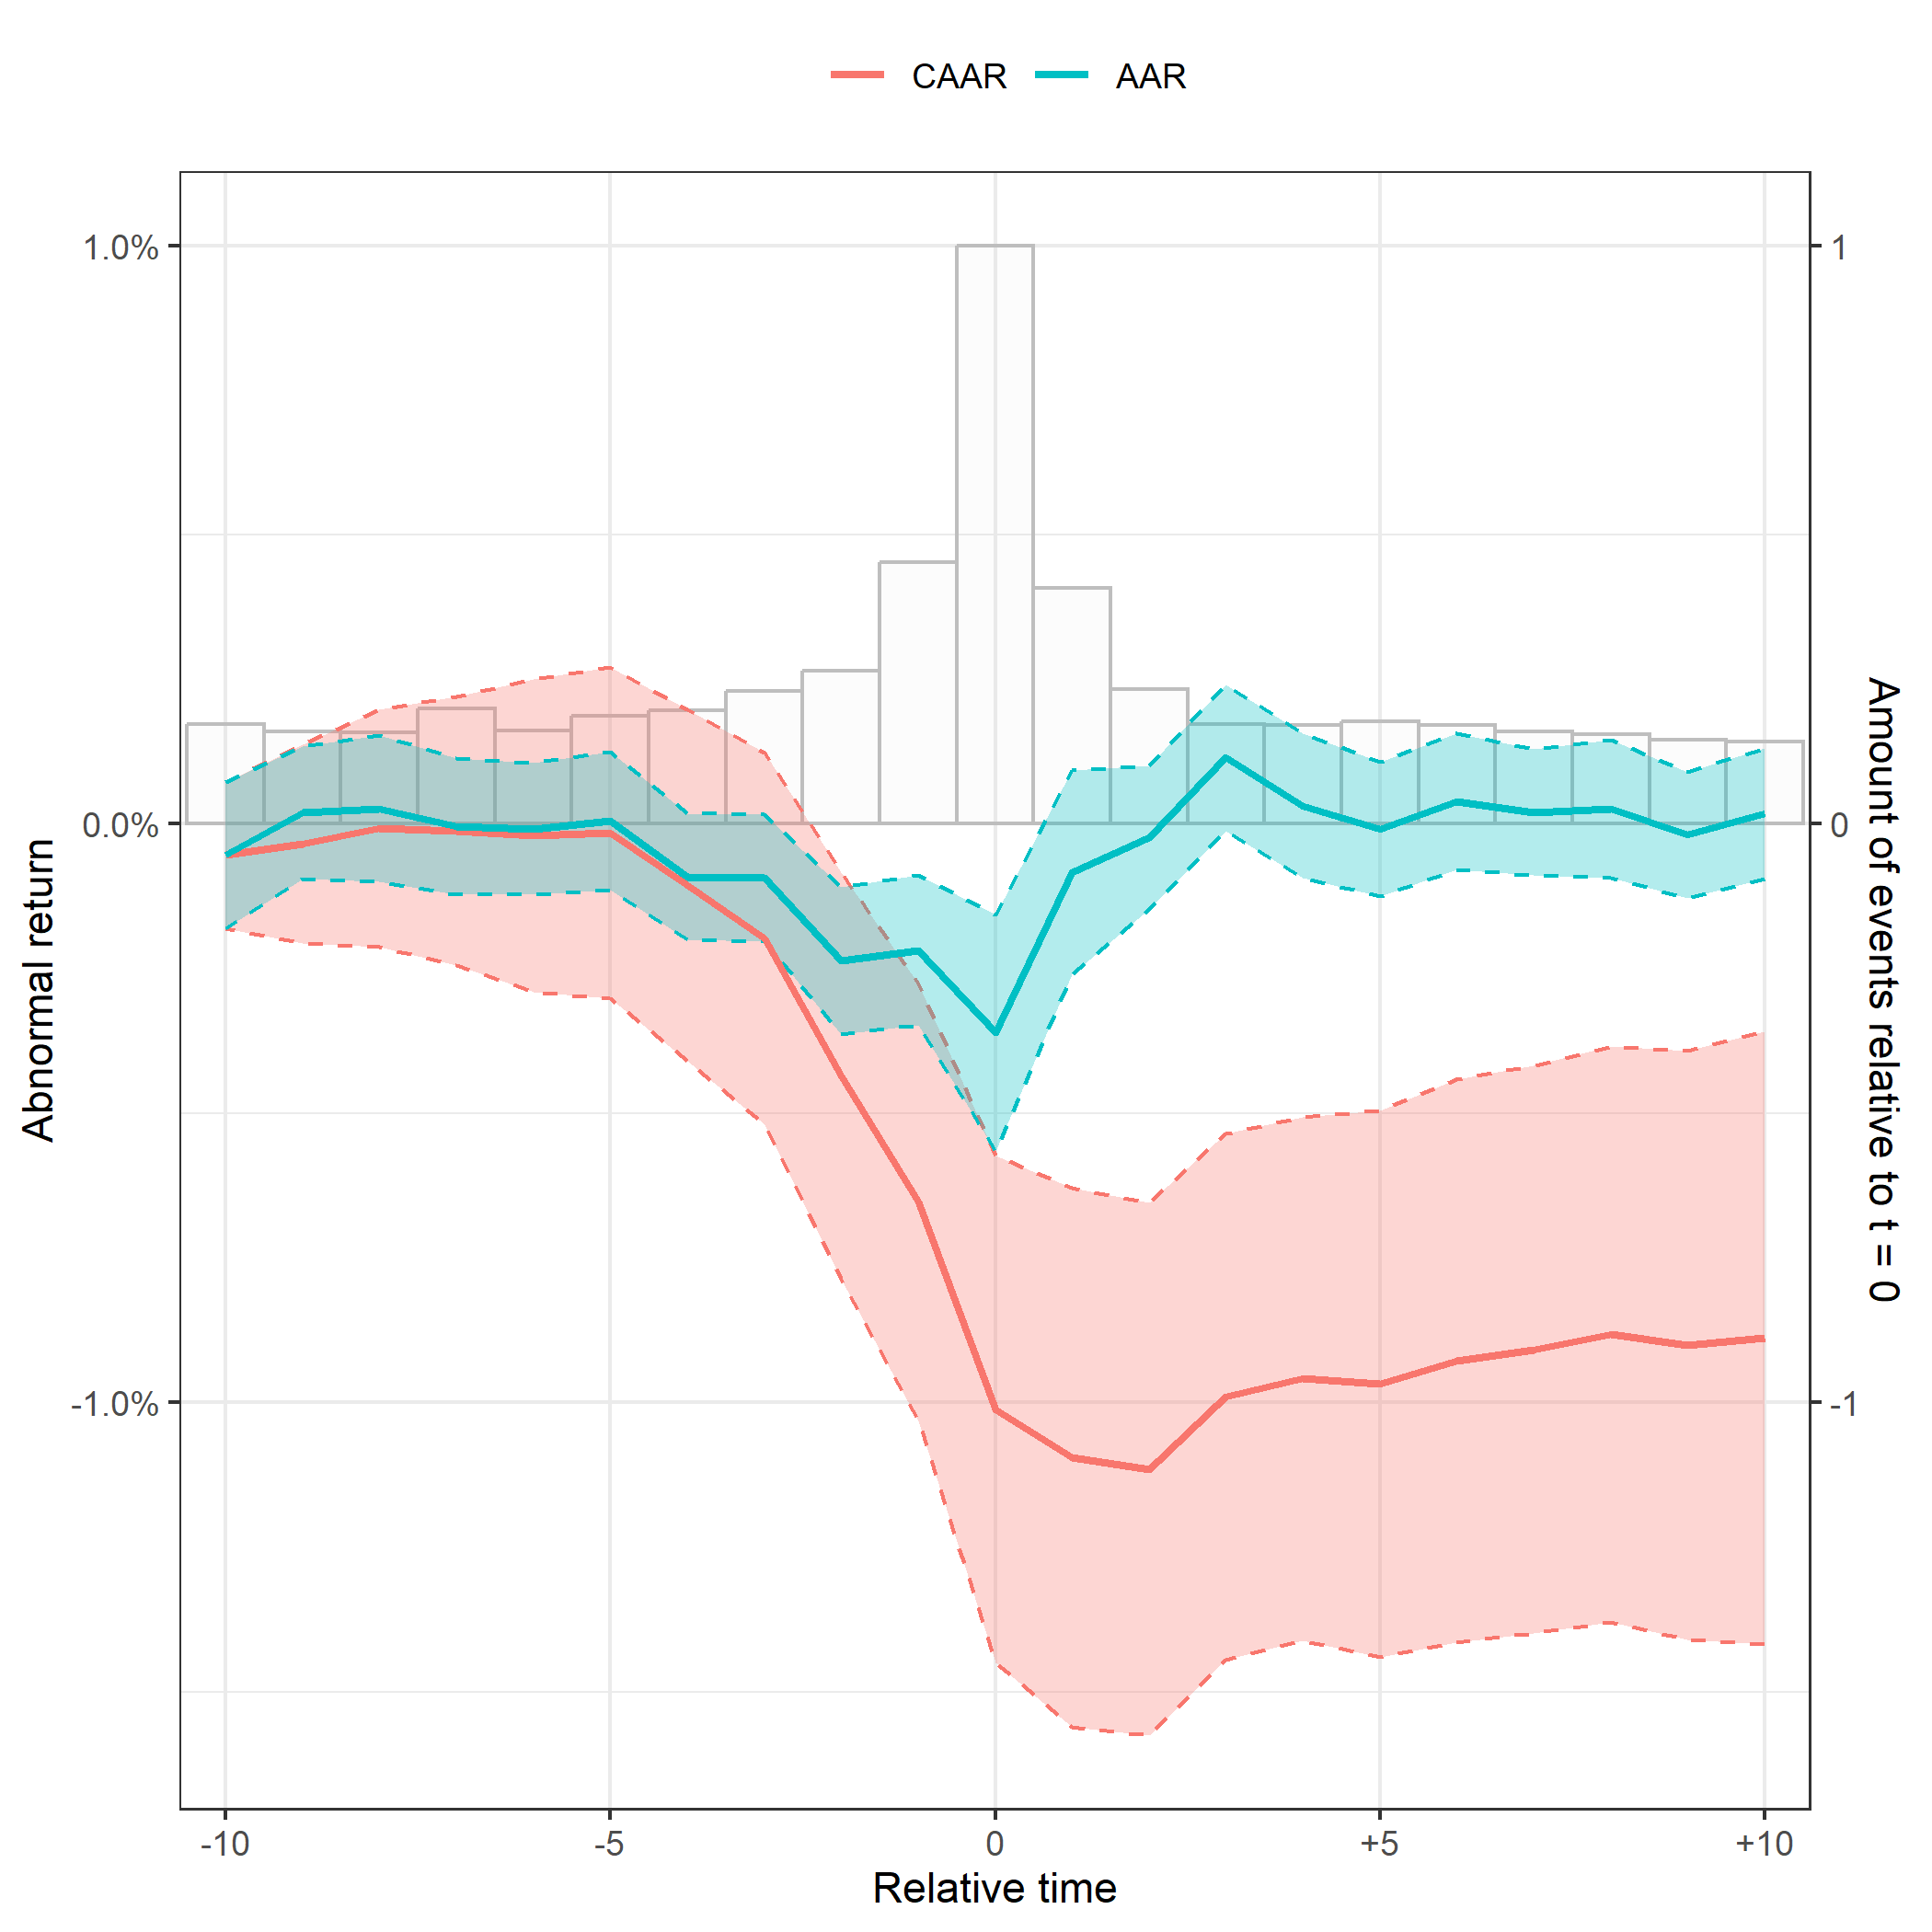 CAAR AAR
1.0%
0.0%
-1.0%
Abnormal return
1
0
-1
Amount of events relative to t = 0
-10 -5 0 +5 +10
Relative time